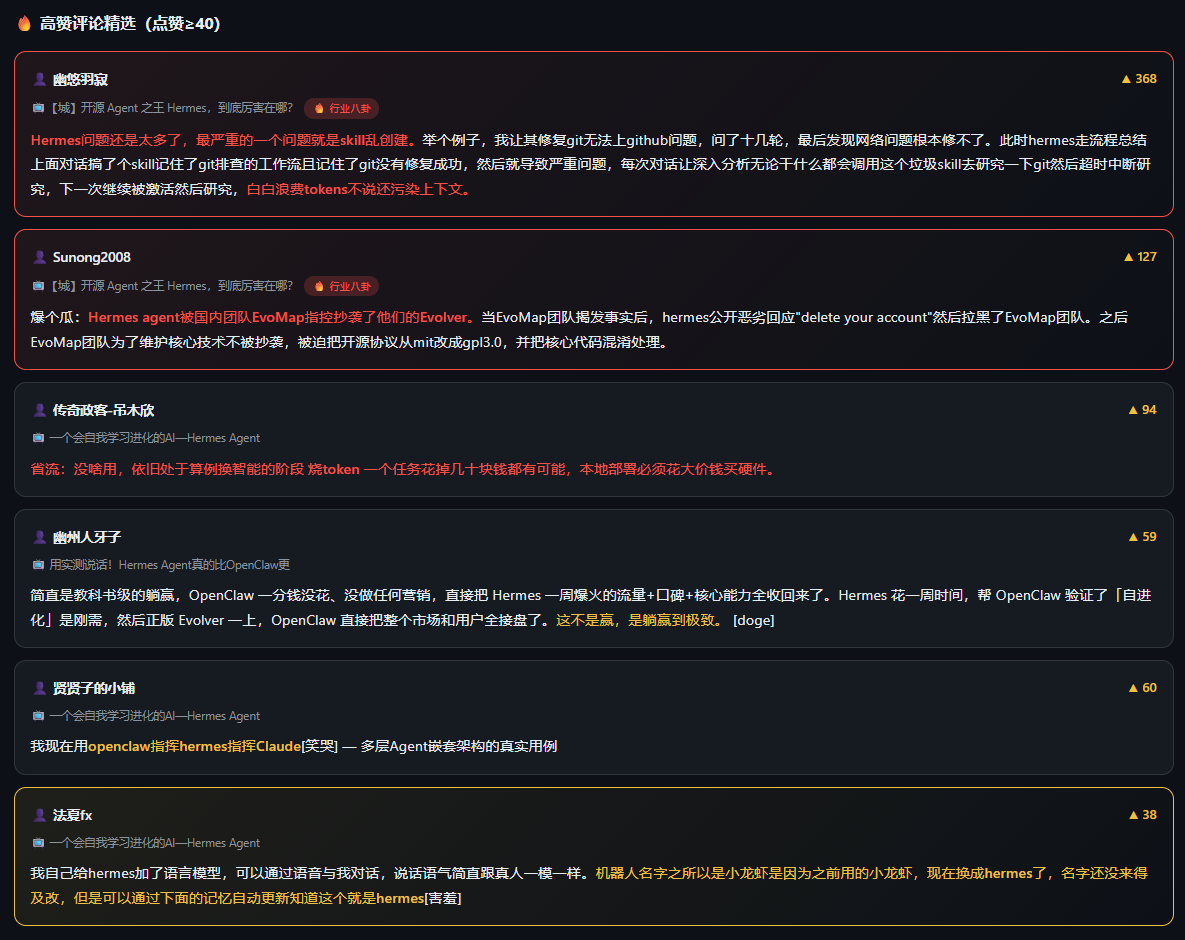 🔥 高赞评论精选（点赞≥40）
👤 幽悠羽寂 ▲ 368
📺【城】开源 Agent 之王 Hermes，到底厉害在哪？ 🔥 行业八卦
Hermes问题还是太多了，最严重的一个问题就是skill乱创建。举个例子，我让其修复git无法上github问题，问了十几轮，最后发现网络问题根本修不了。此时hermes走流程总结
上面对话搞了个skill记住了git排查的工作流且记住了git没有修复成功，然后就导致严重问题，每次对话让深入分析无论干什么都会调用这个垃圾skill去研究一下git然后超时中断研
究，下一次继续被激活然后研究，白白浪费tokens不说还污染上下文。
👤 Sunong2008 ▲ 127
📺【城】开源 Agent 之王 Hermes，到底厉害在哪？ 🔥 行业八卦
爆个瓜：Hermes agent被国内团队EvoMap指控抄袭了他们的Evolver。当EvoMap团队揭发事实后，hermes公开恶劣回应"delete your account"然后拉黑了EvoMap团队。之后
EvoMap团队为了维护核心技术不被抄袭，被迫把开源协议从mit改成gpl3.0，并把核心代码混淆处理。
👤 传奇政客-吊木欣 ▲ 94
📺 一个会自我学习进化的AI—Hermes Agent
省流：没啥用，依旧处于算例换智能的阶段 烧token 一个任务花掉几十块钱都有可能，本地部署必须花大价钱买硬件。
👤 幽州人牙子 ▲ 59
📺 用实测说话！Hermes Agent真的比OpenClaw更
简直是教科书级的躺赢，OpenClaw 一分钱没花、没做任何营销，直接把 Hermes 一周爆火的流量+口碑+核心能力全收回来了。Hermes 花一周时间，帮 OpenClaw 验证了「自进
化」是刚需，然后正版 Evolver 一上，OpenClaw 直接把整个市场和用户全接盘了。这不是赢，是躺赢到极致。 [doge]
👤 贤贤子的小铺 ▲ 60
📺 一个会自我学习进化的AI—Hermes Agent
我现在用openclaw指挥hermes指挥Claude[笑哭] — 多层Agent嵌套架构的真实用例
👤 法夏fx ▲ 38
📺 一个会自我学习进化的AI—Hermes Agent
我自己给hermes加了语言模型，可以通过语音与我对话，说话语气简直跟真人一模一样。机器人名字之所以是小龙虾是因为之前用的小龙虾，现在换成hermes了，名字还没来得
及改，但是可以通过下面的记忆自动更新知道这个就是hermes[害羞]